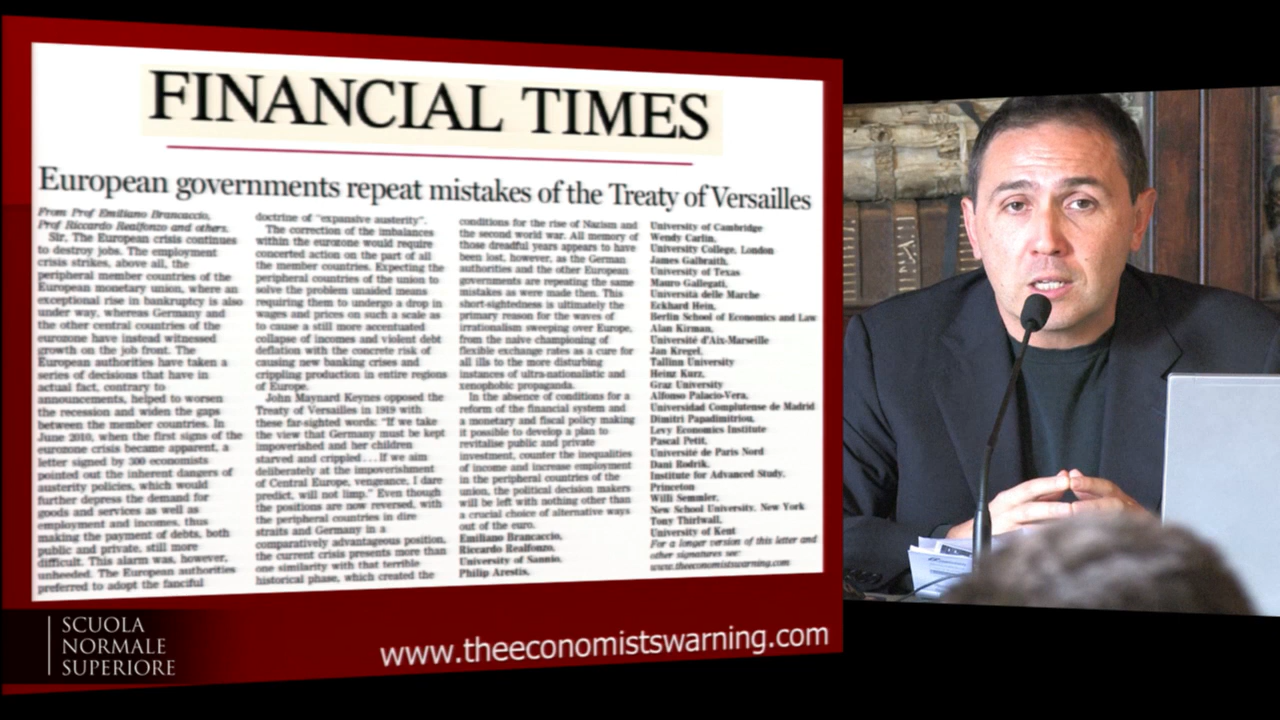 FINANCIAL TIMES
European governments repeat mistakes of the Treaty of Versailles
From Prof Emiliano Brancaccio,
Prof Riccardo Realfonzo and others.
Sir, The European crisis continues
to destroy jobs. The employment
crisis strikes, above all, the
peripheral member countries of the
European monetary union, where an
exceptional rise in bankruptcy is also
under way, whereas Germany and
the other central countries of the
eurozone have instead witnessed
growth on the job front. The
European authorities have taken a
series of decisions that have in
actual fact, contrary to
announcements, helped to worsen
the recession and widen the gaps
between the member countries. In
June 2010, when the first signs of the
eurozone crisis became apparent, a
letter signed by 300 economists
pointed out the inherent dangers of
austerity policies, which would
further depress the demand for
goods and services as well as
employment and incomes, thus
making the payment of debts, both
public and private, still more
difficult. This alarm was, however,
unheeded. The European authorities
preferred to adopt the fanciful
doctrine of "expansive austerity".
The correction of the imbalances
within the eurozone would require
concerted action on the part of all
the member countries. Expecting the
peripheral countries of the union to
solve the problem unaided means
requiring them to undergo a drop in
wages and prices on such a scale as
to cause a still more accentuated
collapse of incomes and violent debt
deflation with the concrete risk of
causing new banking crises and
crippling production in entire regions
of Europe.
John Maynard Keynes opposed the
Treaty of Versailles in 1919 with
these far-sighted words: "If we take
the view that Germany must be kept
impoverished and her children
starved and crippled . . . If we aim
deliberately at the impoverishment
of Central Europe, vengeance, I dare
predict, will not limp." Even though
the positions are now reversed, with
the peripheral countries in dire
straits and Germany in a
comparatively advantageous position,
the current crisis presents more than
one similarity with that terrible
historical phase, which created the
conditions for the rise of Nazism and
the second world war. All memory of
those dreadful years appears to have
been lost, however, as the German
authorities and the other European
governments are repeating the same
mistakes as were made then. This
short-sightedness is ultimately the
primary reason for the waves of
irrationalism sweeping over Europe,
from the naive championing of
flexible exchange rates as a cure for
all ills to the more disturbing
instances of ultra-nationalistic and
xenophobic propaganda.
In the absence of conditions for a
reform of the financial system and
a monetary and fiscal policy making
it possible to develop a plan to
revitalise public and private
investment, counter the inequalities
of income and increase employment
in the peripheral countries of the
union, the political decision makers
will be left with nothing other than
a crucial choice of alternative ways
out of the euro.
Emiliano Brancaccio,
Riccardo Realfonzo,
University of Sannio,
Philip Arestis,
University of Cambridge
Wendy Carlin,
University College, London
James Galbraith,
University of Texas
Mauro Gallegati,
Università delle Marche
Eckhard Hein,
Berlin School of Economics and Law
Alan Kirman,
Université d'Aix-Marseille
Jan Kregel,
Tallinn University
Heinz Kurz,
Graz University
Alfonso Palacio-Vera,
Universidad Complutense de Madrid
Dimitri Papadimitriou,
Levy Economics Institute
Pascal Petit,
Université de Paris Nord
Dani Rodrik,
Institute for Advanced Study,
Princeton
Willi Semmler,
New School University, New York
Tony Thirlwall,
University of Kent
For a longer version of this letter and
other signatures see:
www.theeconomistswarning.com
SCUOLA
NORMALE
SUPERIORE
www.theeconomistswarning.com